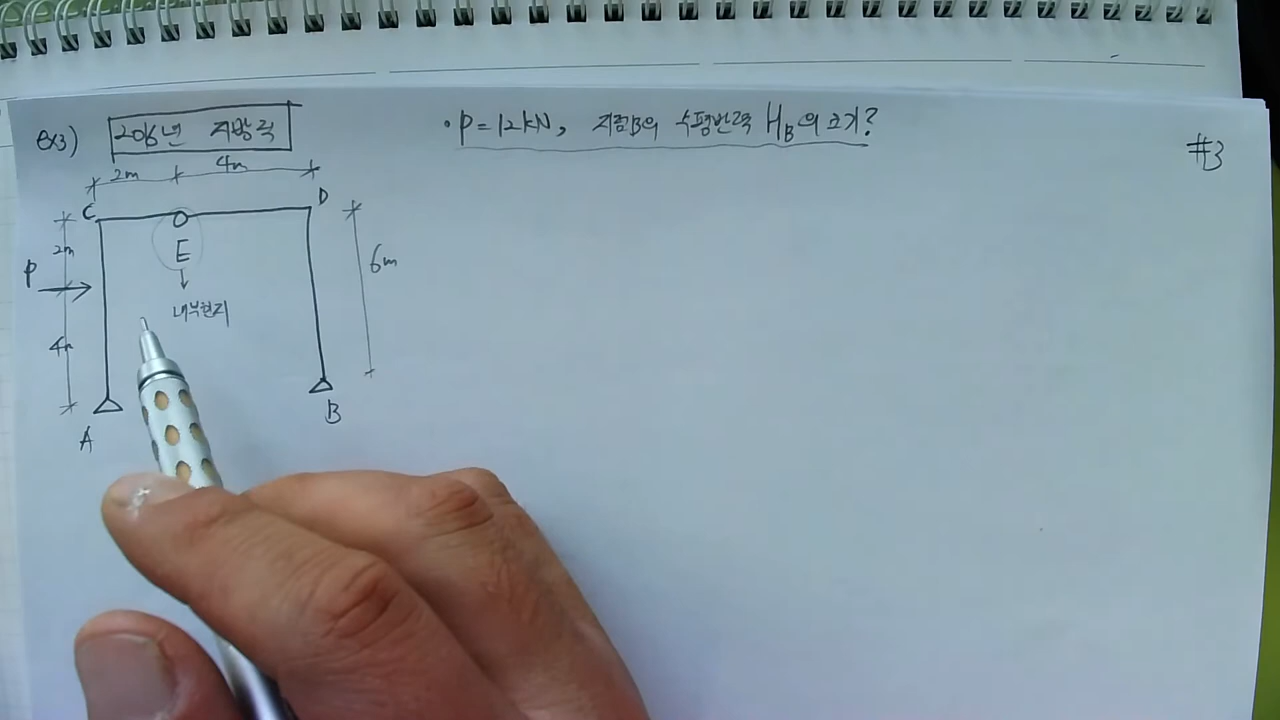 ex3) 2016년 지방직
· P=12kN, 지점B의 수평반력 H_B의 크기?
#3
2m 4m
C D
2m
E
P
6m
내부힌지
4m
A
B